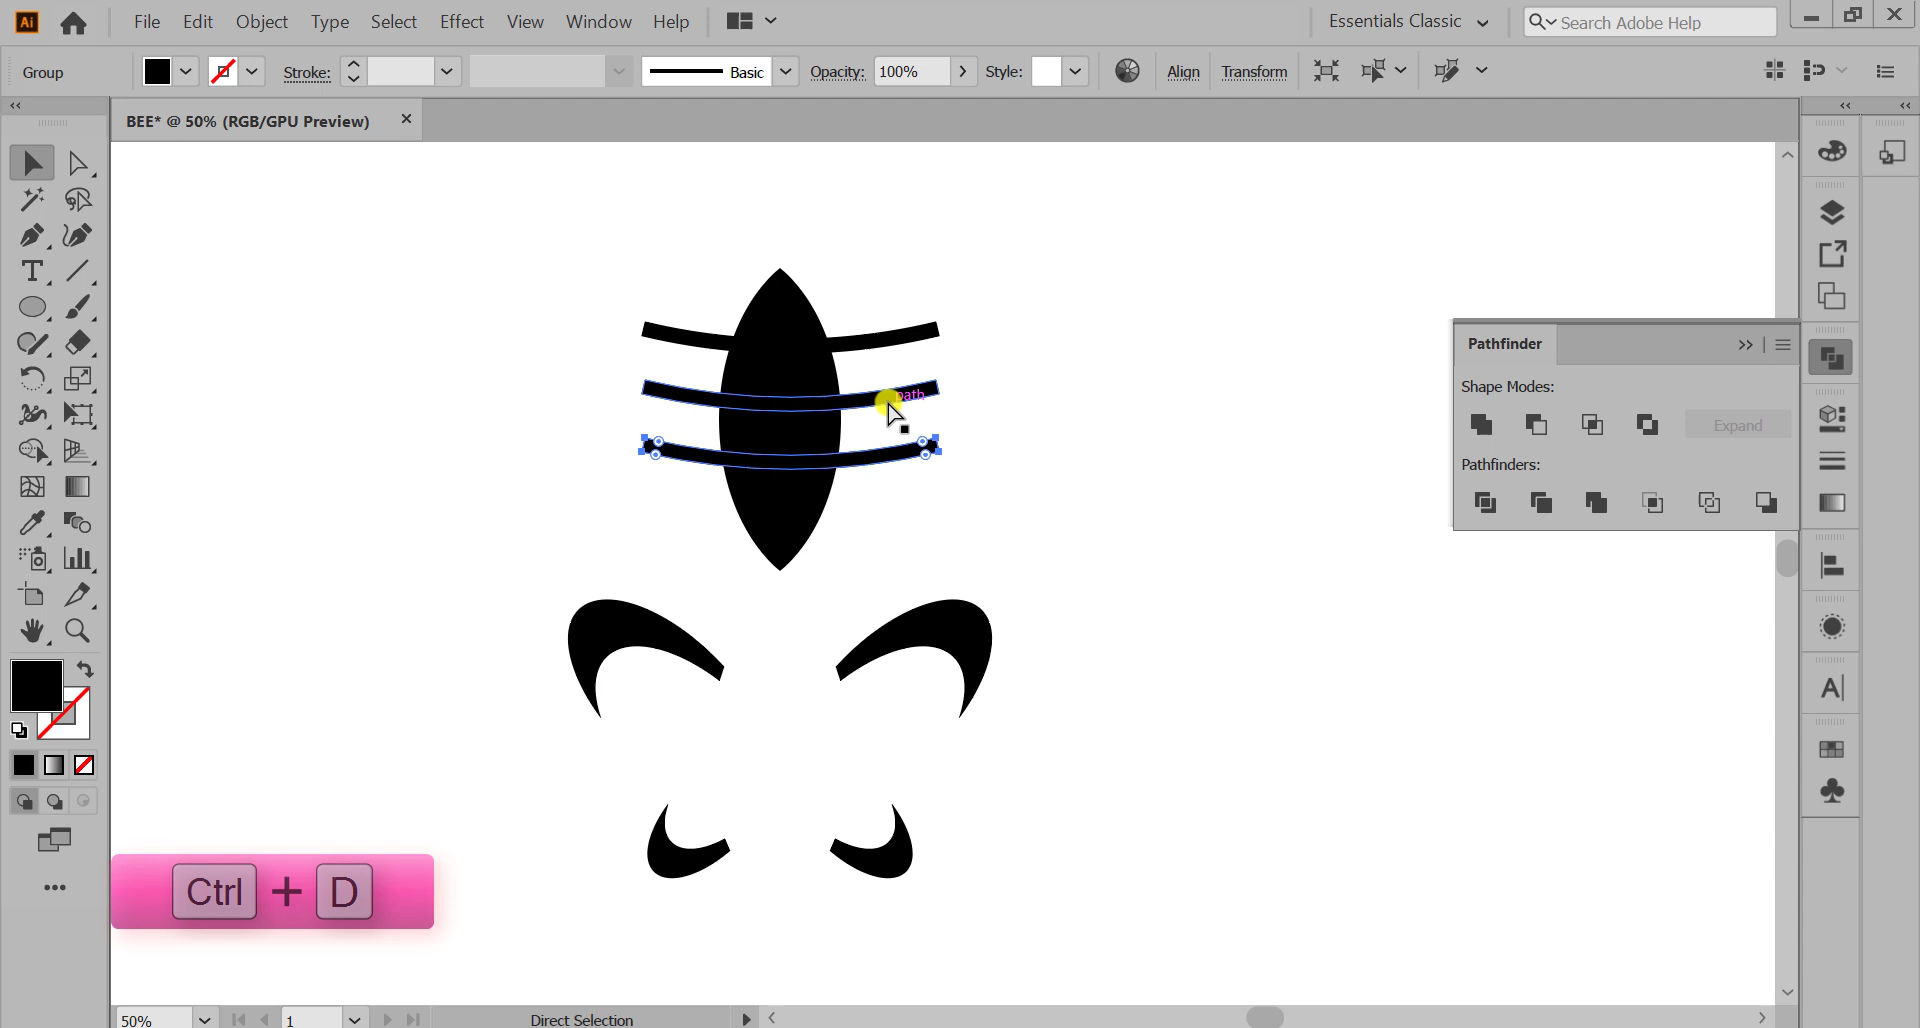 Ai File Edit Object Type Select Effect View Window Help Essentials Classic Search Adobe Help
Group Stroke: Basic Opacity: 100% Style: Align Transform
BEE* @ 50% (RGB/GPU Preview)
Pathfinder
Shape Modes:
path
Expand
Pathfinders:
Ctrl + D
50% 1 Direct Selection